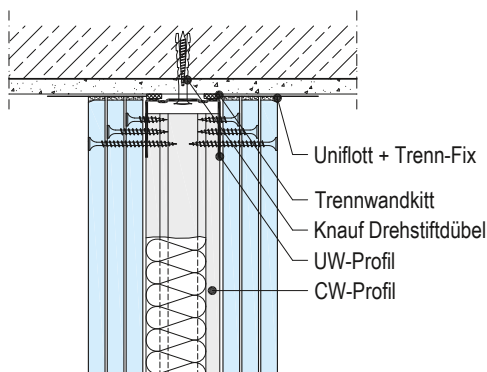 Uniflott + Trenn-Fix
Trennwandkitt
Knauf Drehstiftdübel
UW-Profil
CW-Profil